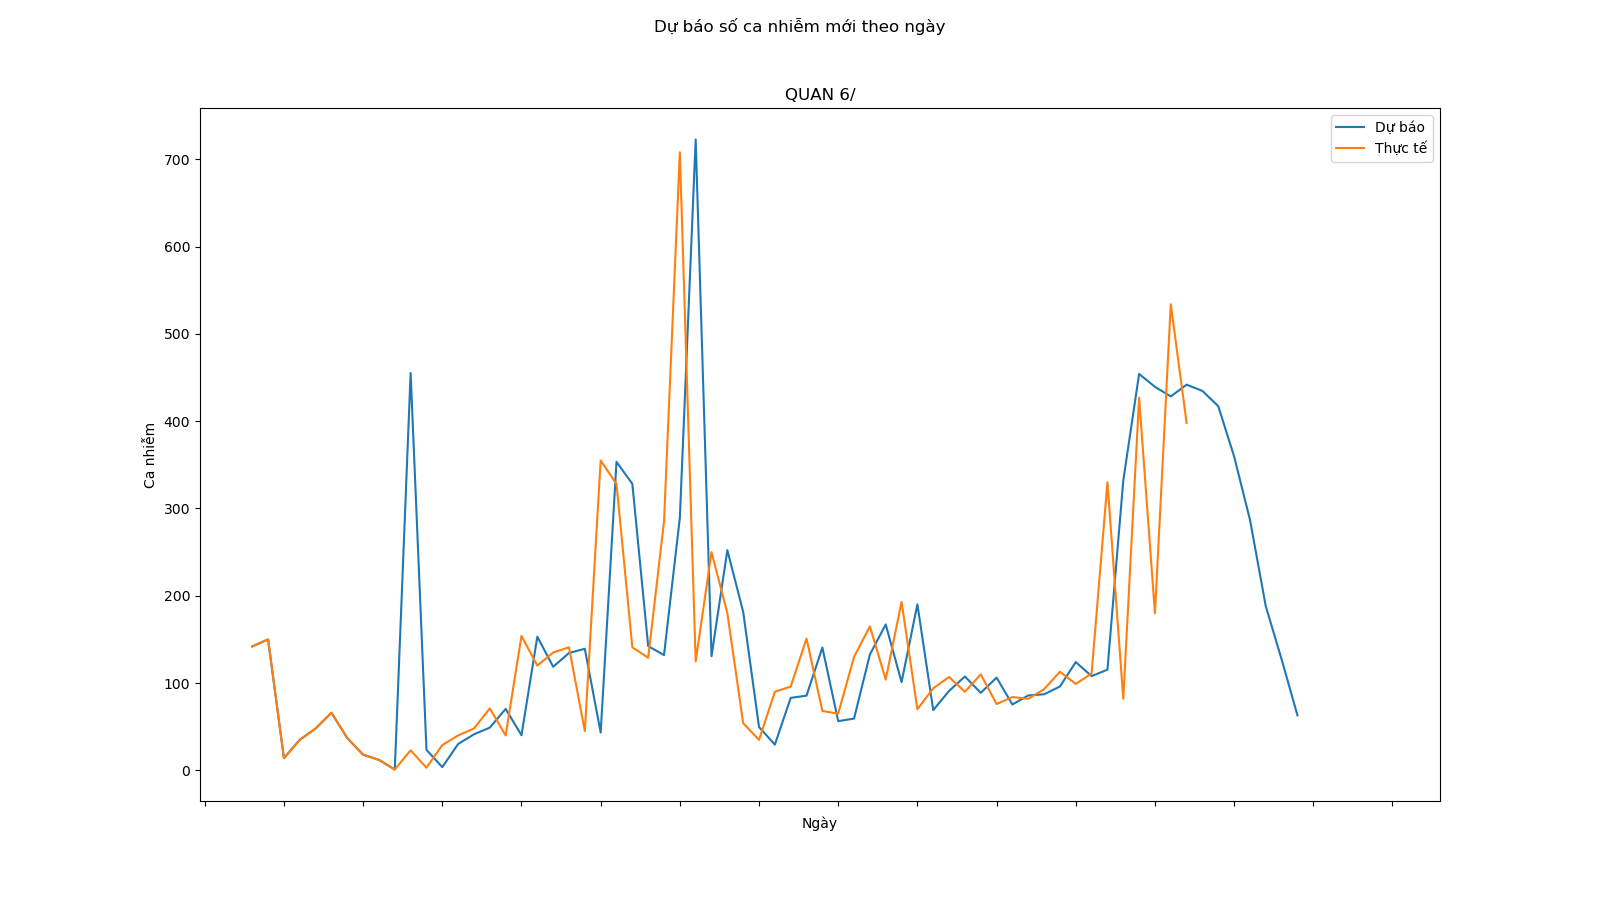 Dự báo số ca nhiễm mới theo ngày
QUAN 6/
Dự báo
Thực tế
700
600
500
400
300
200
100
0
Ca nhiễm
Ngày